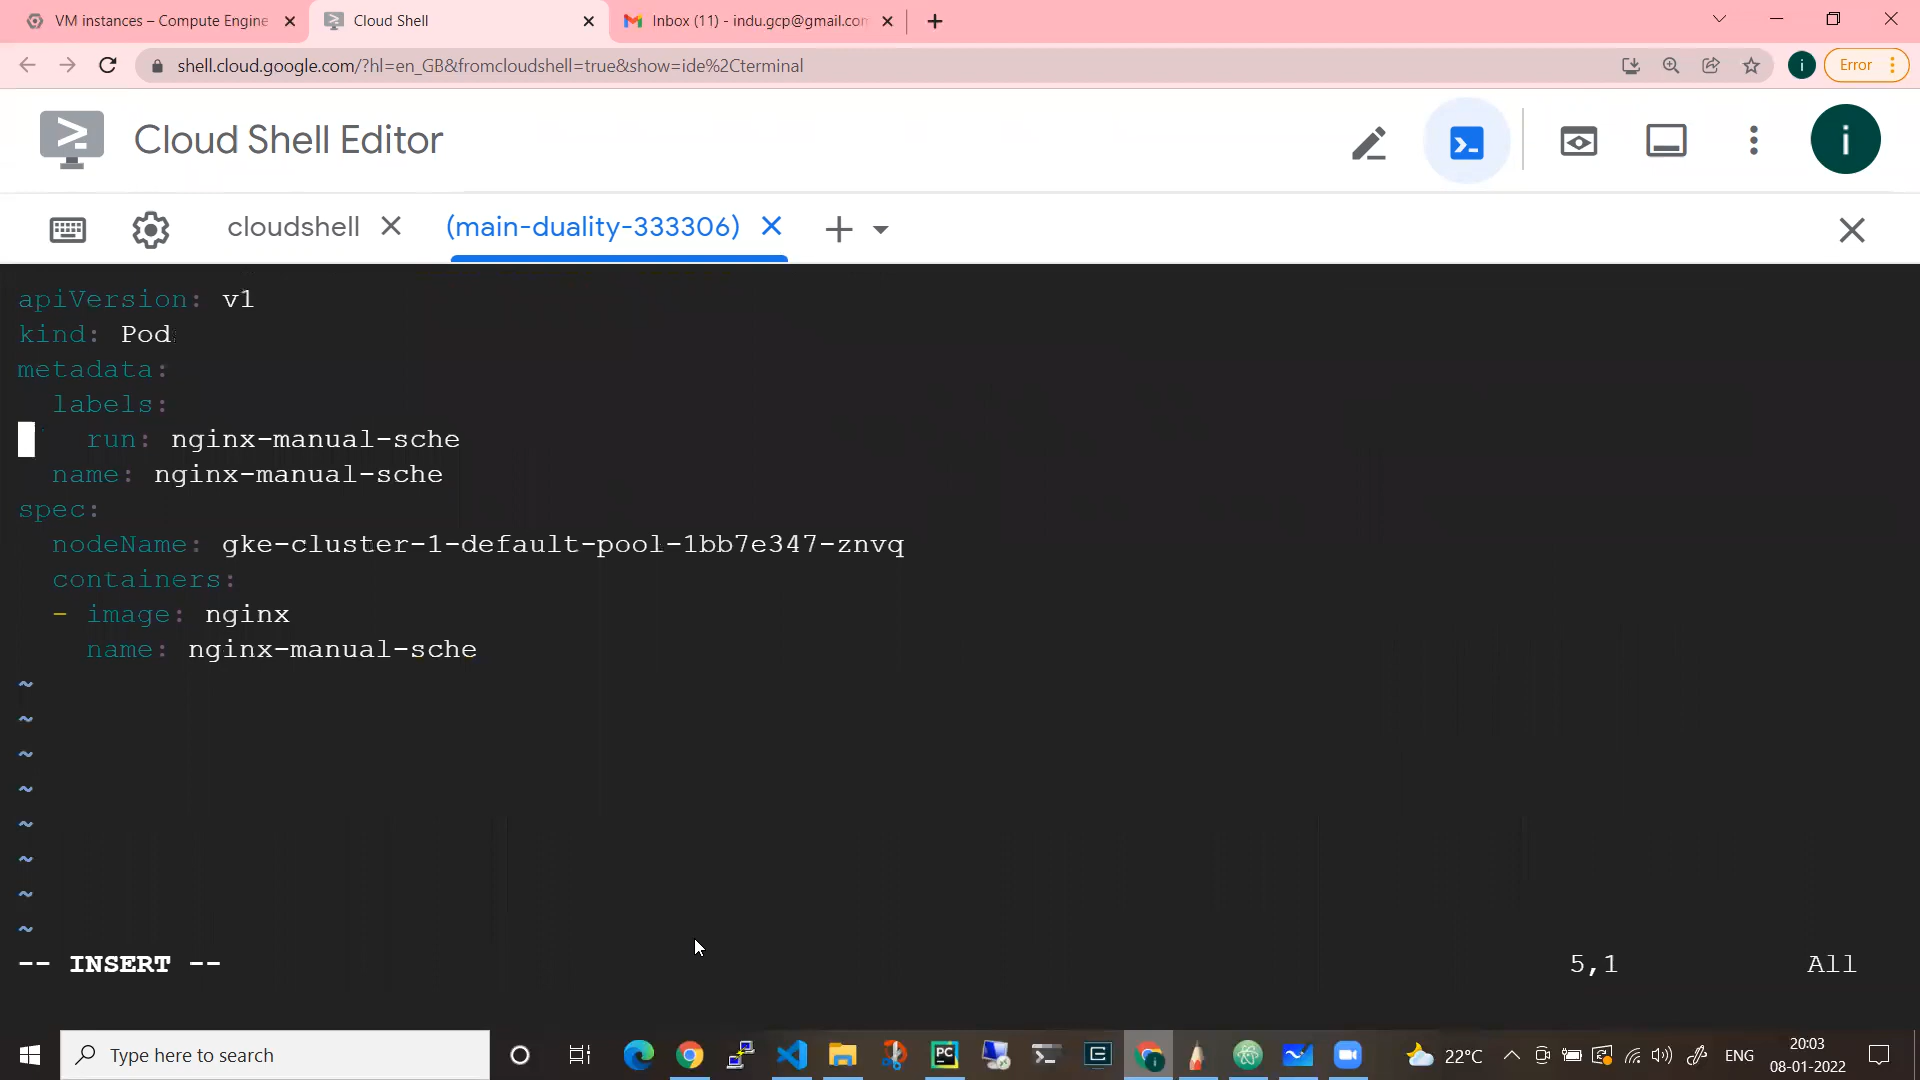 VM instances – Compute Engine
Cloud Shell
Inbox (11) - indu.gcp@gmail.com
shell.cloud.google.com/?hl=en_GB&fromcloudshell=true&show=ide%2Cterminal
i
Error
Cloud Shell Editor
i
cloudshell
(main-duality-333306)
apiVersion: v1
kind: Pod
metadata:
  labels:
    run: nginx-manual-sche
  name: nginx-manual-sche
spec:
  nodeName: gke-cluster-1-default-pool-1bb7e347-znvq
  containers:
  - image: nginx
    name: nginx-manual-sche
~
~
~
~
~
~
~
~
-- INSERT --
5,1
All
Type here to search
22°C
ENG
20:03
08-01-2022